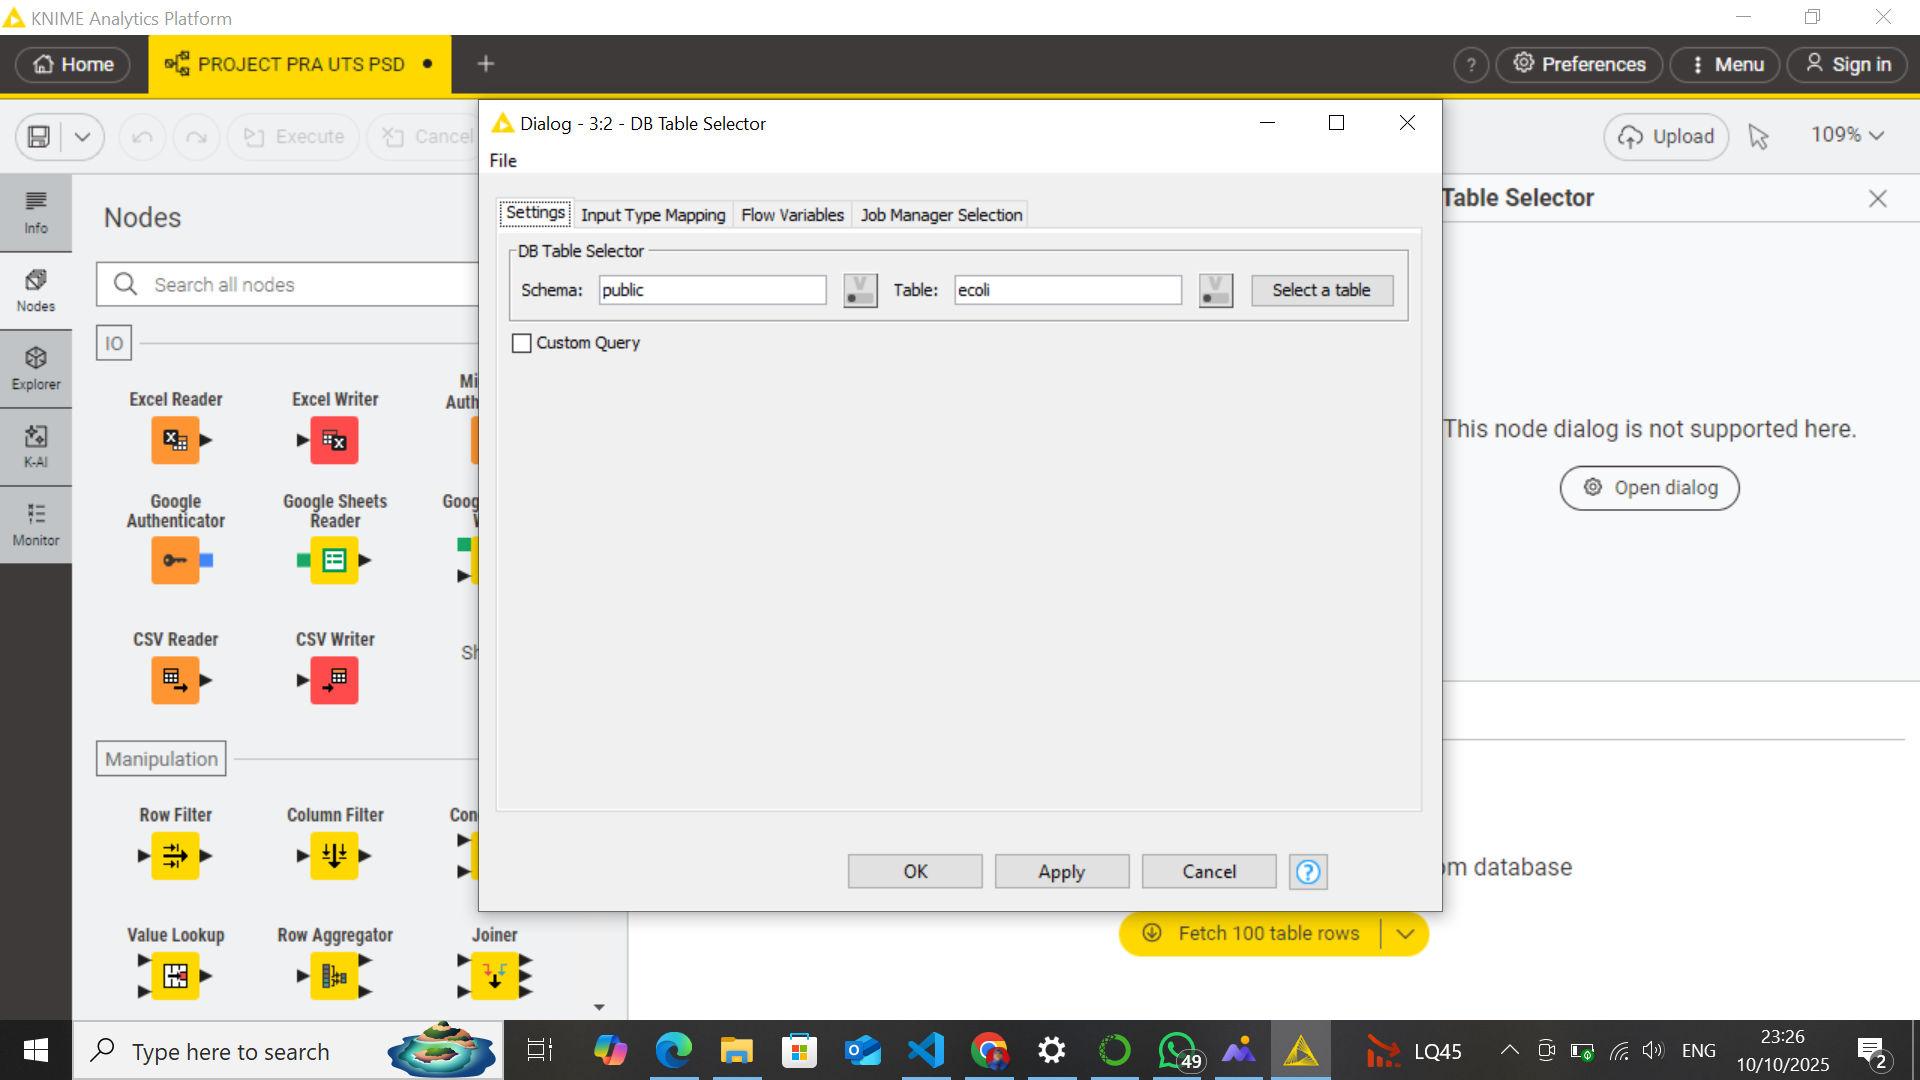 KNIME Analytics Platform
Home
PROJECT PRA UTS PSD
?
Preferences
Menu
Sign in
Execute
Cancel
Dialog - 3:2 - DB Table Selector
Upload
109%
File
Info
Nodes
Table Selector
Settings
Input Type Mapping
Flow Variables
Job Manager Selection
DB Table Selector
Search all nodes
Schema:
public
V
Table:
ecoli
V
Select a table
Nodes
IO
Custom Query
Explorer
Excel Reader
Excel Writer
Mi
Auth
This node dialog is not supported here.
K-AI
Open dialog
Google
Authenticator
Google Sheets
Reader
Goog
Monitor
CSV Reader
CSV Writer
Sh
Manipulation
Row Filter
Column Filter
Con
OK
Apply
Cancel
?
om database
Value Lookup
Row Aggregator
Joiner
Fetch 100 table rows
Type here to search
49
LQ45
ENG
23:26
10/10/2025
2